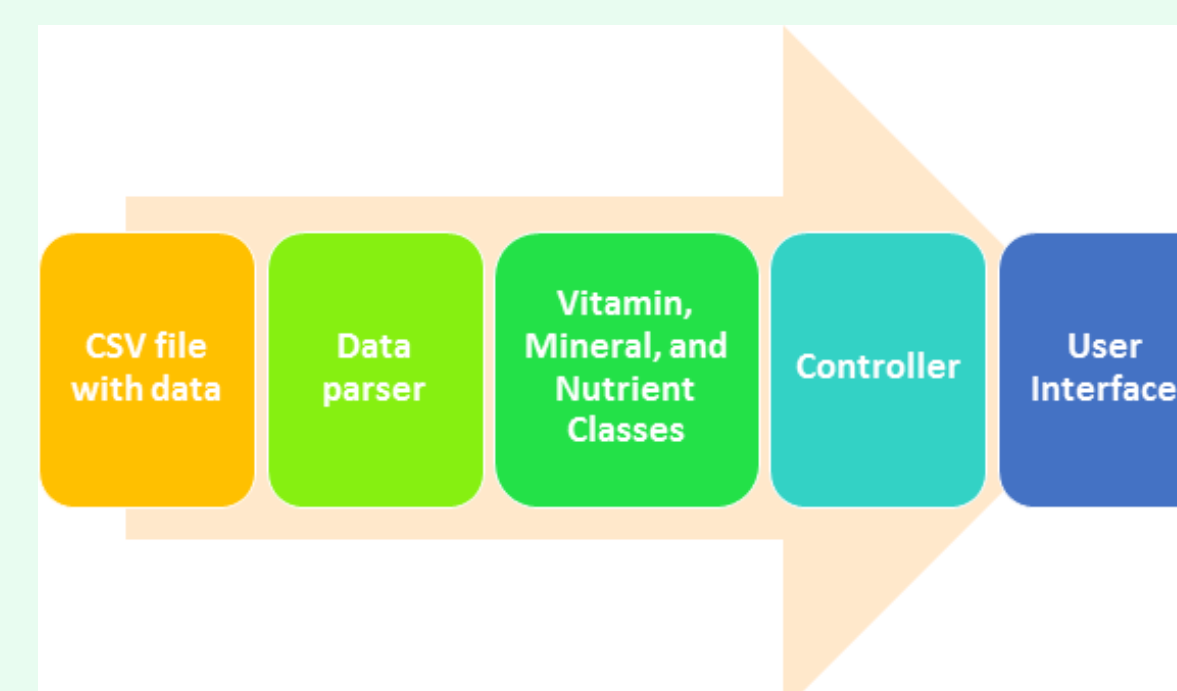 CSV file
with data
Data
parser
Vitamin,
Mineral, and
Nutrient
Classes
Controller
User
Interface